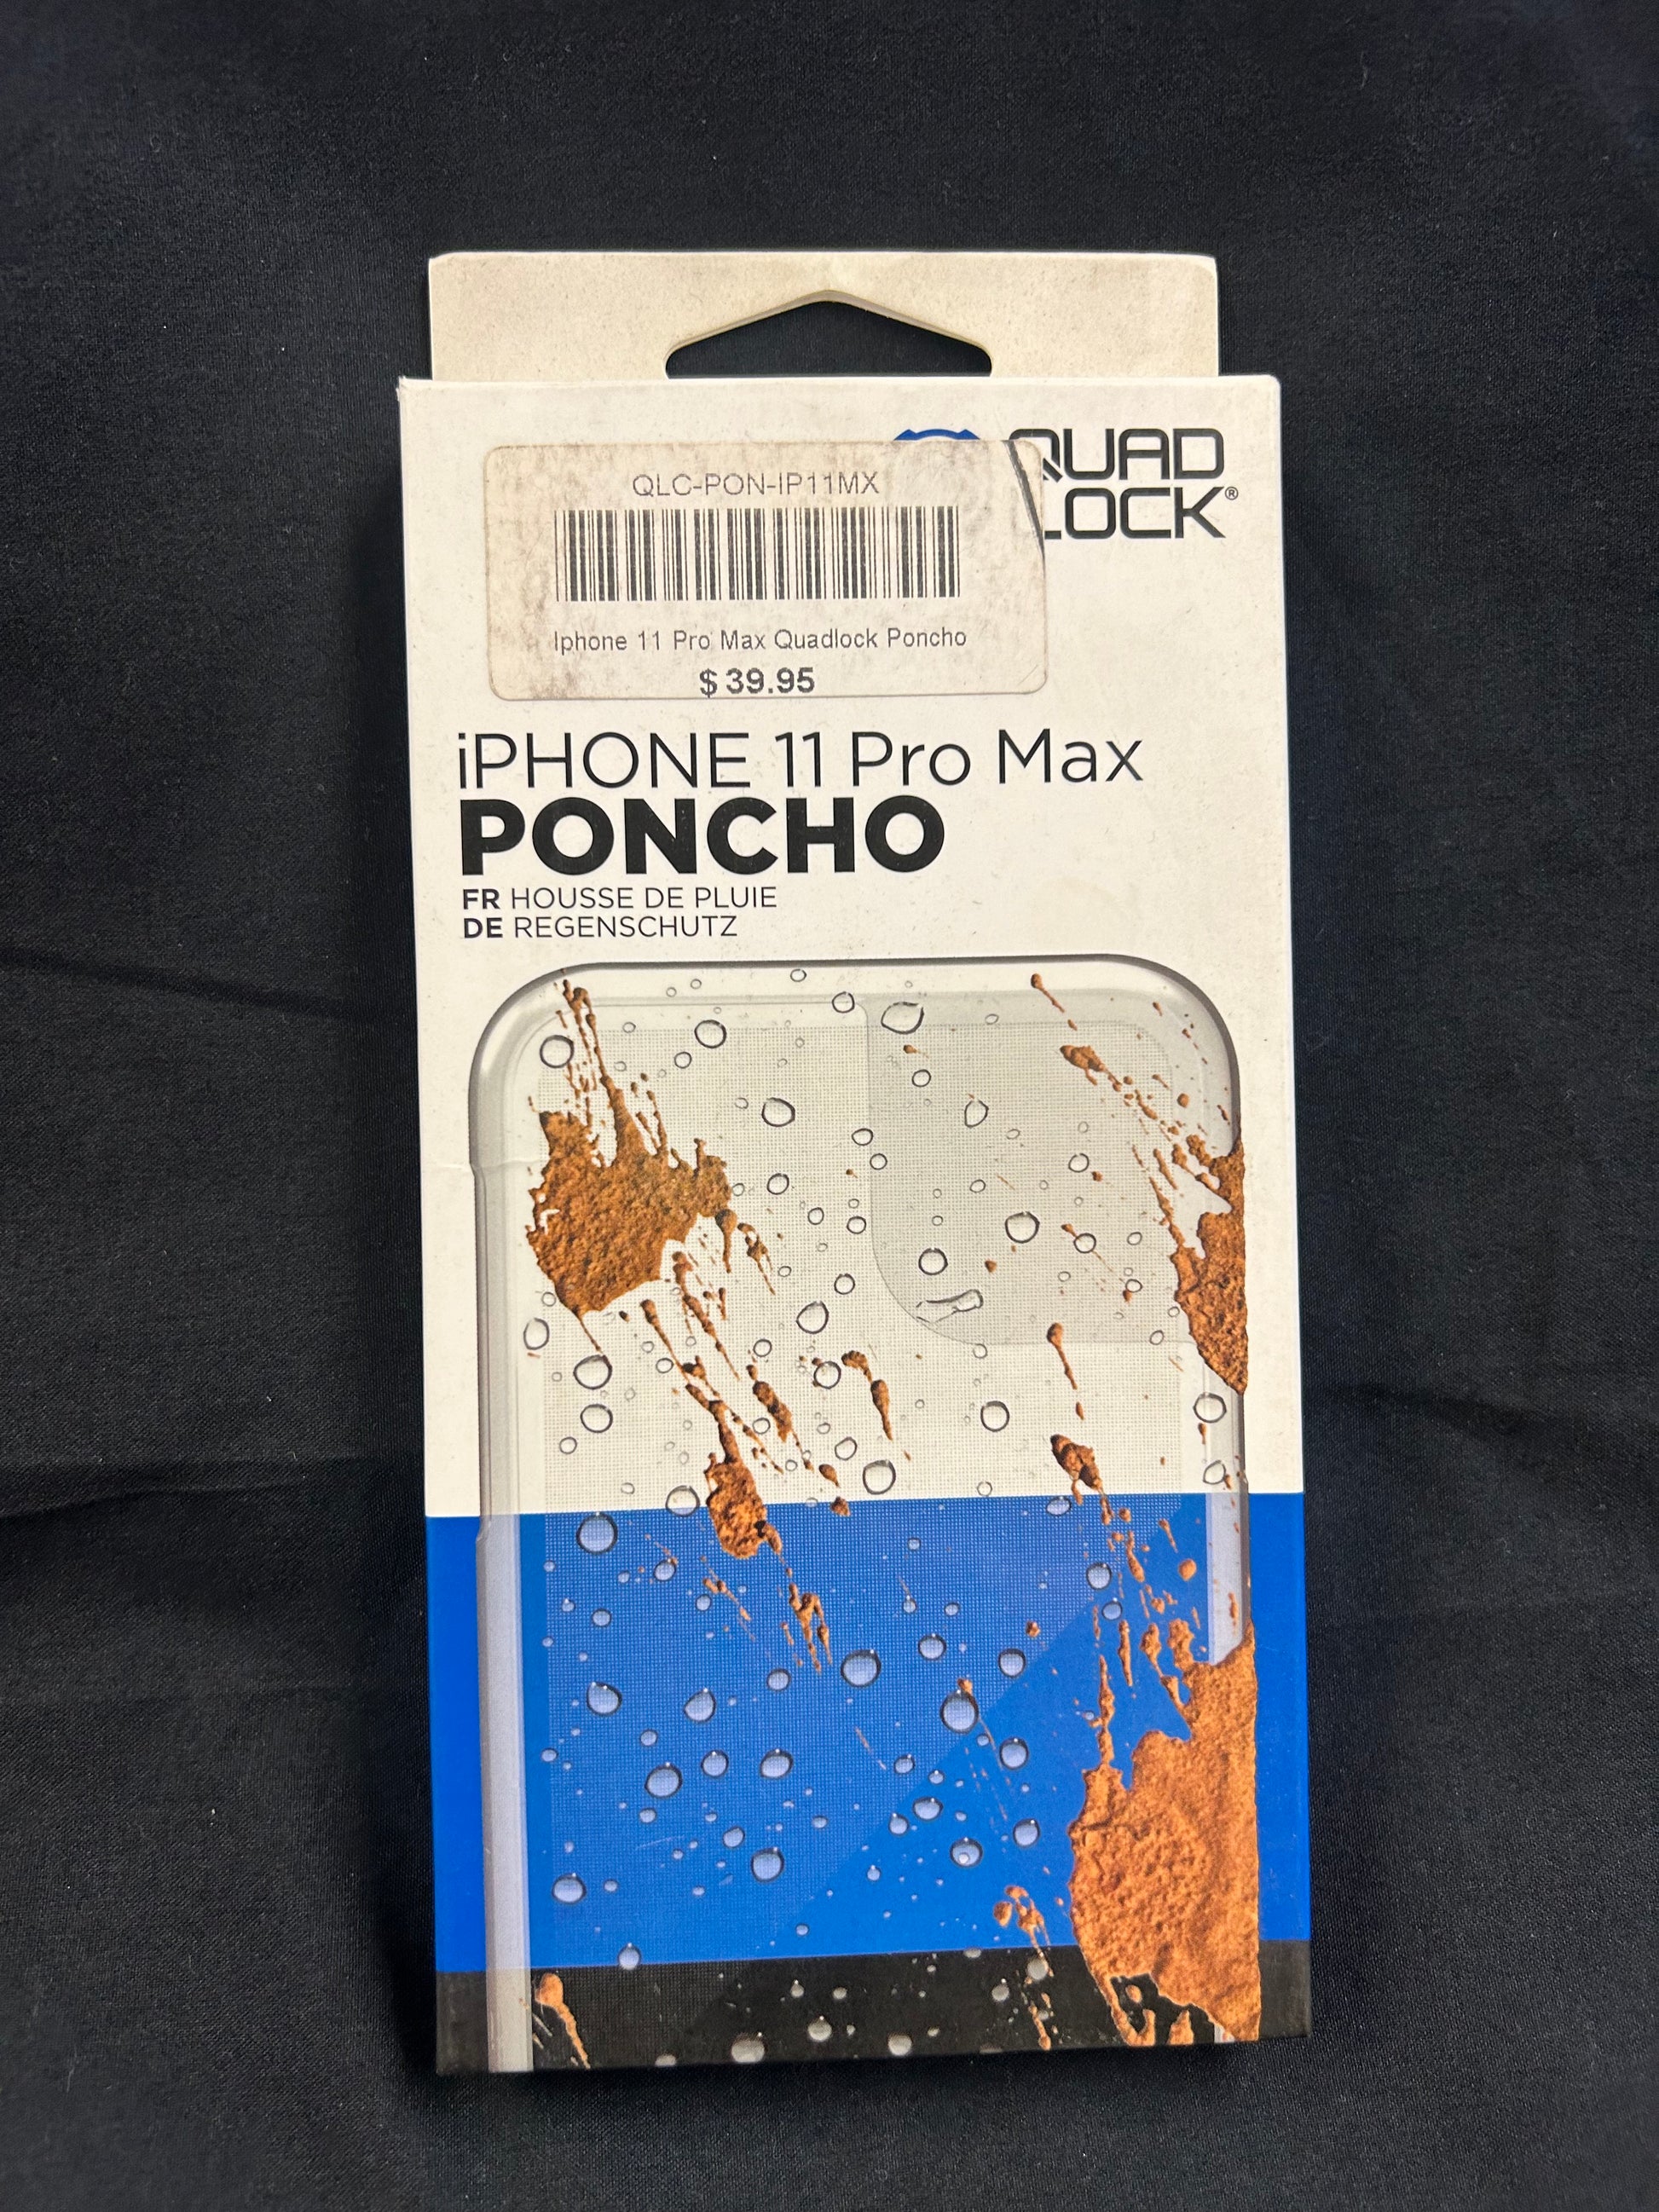 QUAD
LOCK®
QLC-PON-IP11MX
Iphone 11 Pro Max Quadlock Poncho
$ 39.95
iPHONE 11 Pro Max
PONCHO
FR HOUSSE DE PLUIE
DE REGENSCHUTZ